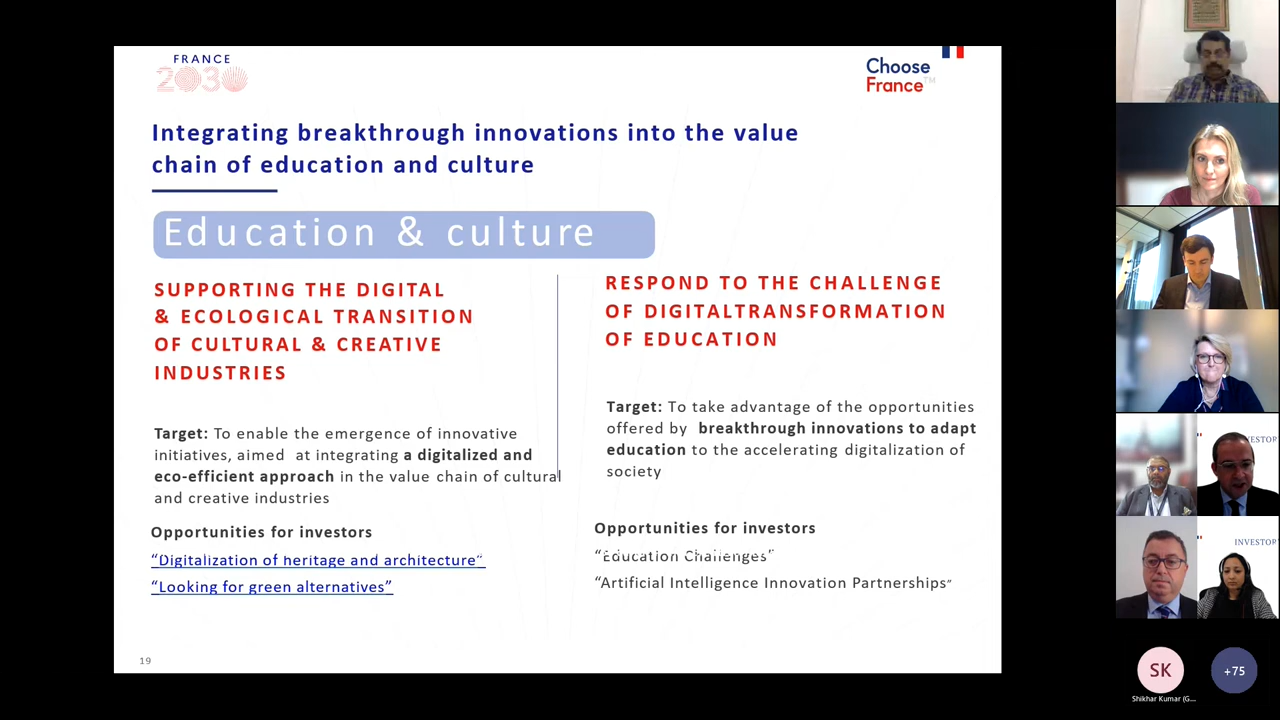 FRANCE
2030
Choose
France™
Integrating breakthrough innovations into the value
chain of education and culture
Education & culture
SUPPORTING THE DIGITAL
& ECOLOGICAL TRANSITION
OF CULTURAL & CREATIVE
INDUSTRIES
Target: To enable the emergence of innovative
initiatives, aimed at integrating a digitalized and
eco-efficient approach in the value chain of cultural
and creative industries
Opportunities for investors
“Digitalization of heritage and architecture”
“Looking for green alternatives”
RESPOND TO THE CHALLENGE
OF DIGITALTRANSFORMATION
OF EDUCATION
Target: To take advantage of the opportunities
offered by breakthrough innovations to adapt
education to the accelerating digitalization of
society
Opportunities for investors
“Education Challenges”
“Artificial Intelligence Innovation Partnerships”
19
VESTOP
INVESTOP
SK
+75
Shikhar Kumar (G...